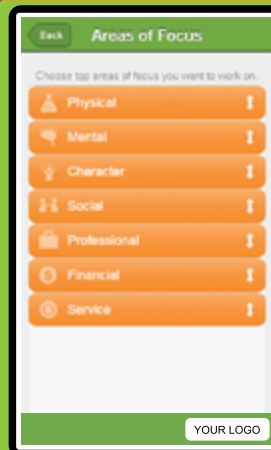 Back
Areas of Focus
Choose top areas of focus you want to work on.
Physical
Mental
Character
Social
Professional
Financial
Service
YOUR LOGO